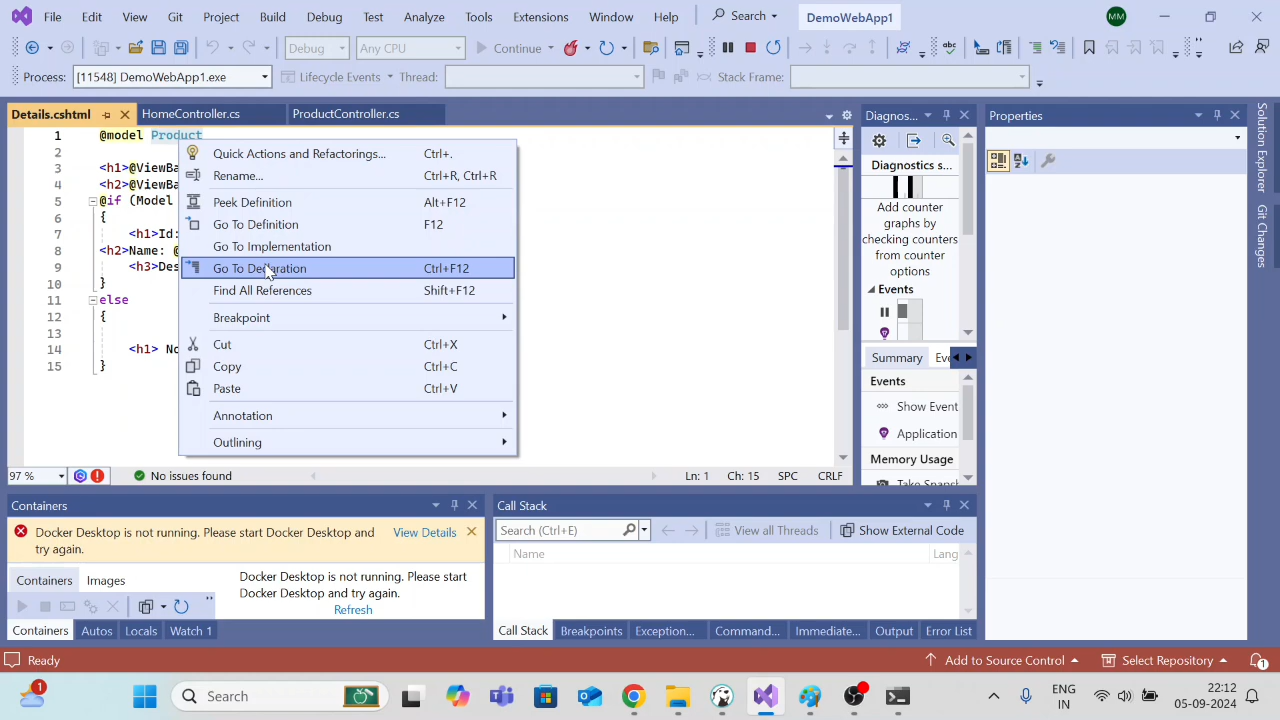 File Edit View Git Project Build Debug Test Analyze Tools Extensions Window Help Search DemoWebApp1 MM
Debug Any CPU Continue
Process: [11548] DemoWebApp1.exe Lifecycle Events Thread: Stack Frame:
Details.cshtml HomeController.cs ProductController.cs
1 @model Product
2
3 <h1>@ViewBa
4 <h2>@ViewBa
5 @if (Model
6 {
7 <h1>Id:
8 <h2>Name: @
9 <h3>Des
10 }
11 else
12 {
13
14 <h1> No
15 }
Quick Actions and Refactorings... Ctrl+.
Rename... Ctrl+R, Ctrl+R
Peek Definition Alt+F12
Go To Definition F12
Go To Implementation
Go To Declaration Ctrl+F12
Find All References Shift+F12
Breakpoint
Cut Ctrl+X
Copy Ctrl+C
Paste Ctrl+V
Annotation
Outlining
97 % No issues found Ln: 1 Ch: 15 SPC CRLF
Diagnos...
Diagnostics s...
Add counter
graphs by
checking counters
from counter
options
Events
Summary Eve
Events
Show Event
Application
Memory Usage
Take Snapsh
Properties
Solution Explorer
Git Changes
Containers
Docker Desktop is not running. Please start Docker Desktop and
try again.
View Details
Containers Images
Docker Desktop is not running. Please start
Docker Desktop and try again.
Refresh
Containers Autos Locals Watch 1
Call Stack
Search (Ctrl+E) View all Threads Show External Code
Name Lang
Call Stack Breakpoints Exception... Command... Immediate... Output Error List
Ready Add to Source Control Select Repository 1
1 Search ENG
IN
22:12
05-09-2024